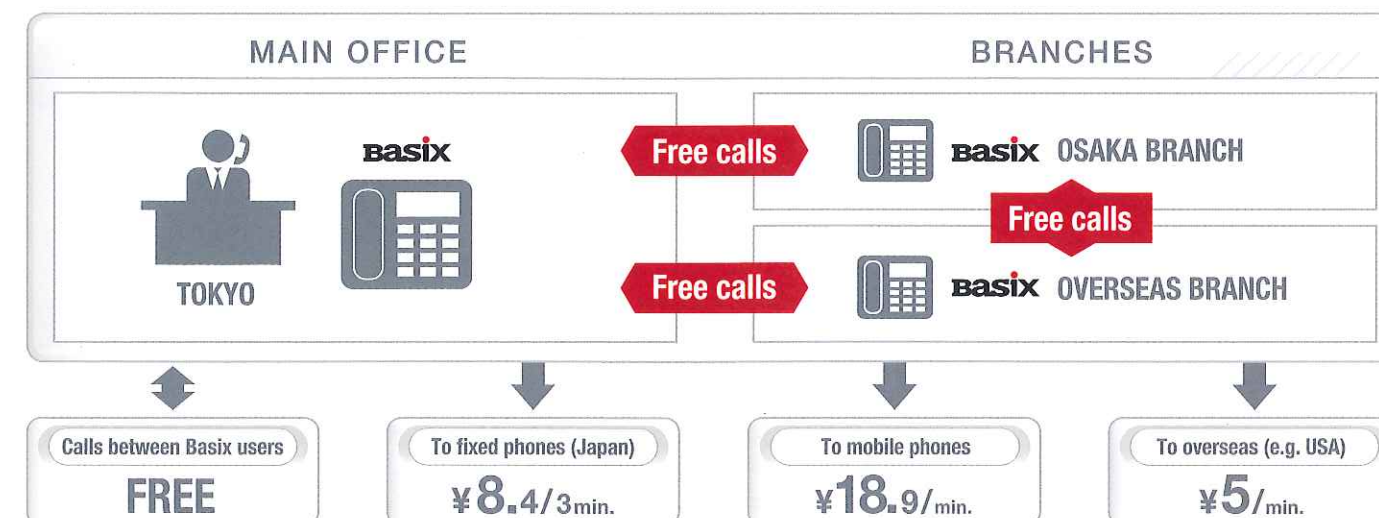 MAIN OFFICE
BRANCHES
Basix
TOKYO
Free calls
Free calls
Basix OSAKA BRANCH
Free calls
Basix OVERSEAS BRANCH
Calls between Basix users
FREE
To fixed phones (Japan)
¥8.4/3min.
To mobile phones
¥18.9/min.
To overseas (e.g. USA)
¥5/min.